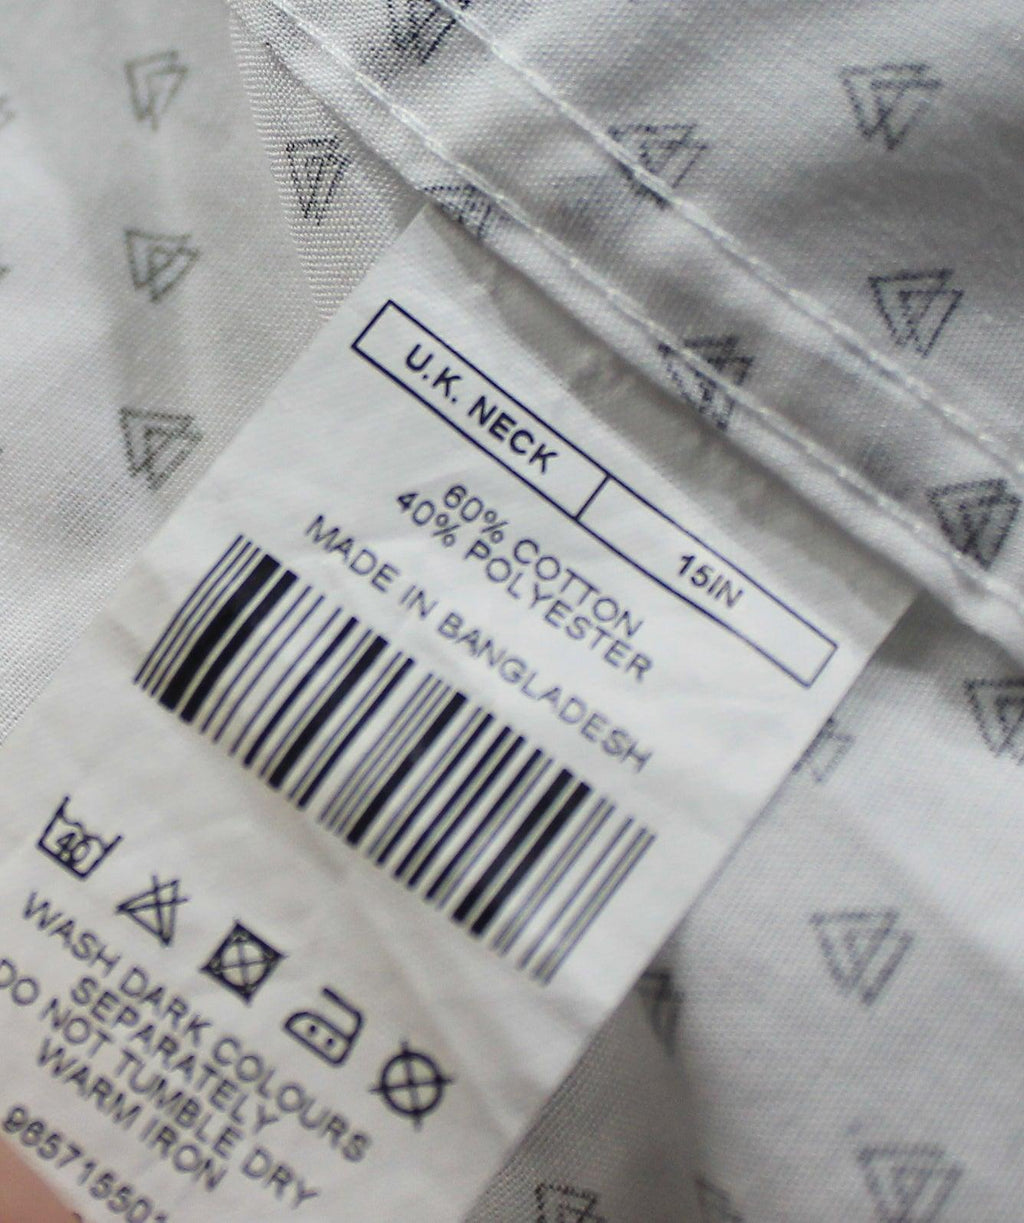 U.K. NECK 15IN
60% COTTON
40% POLYESTER
MADE IN BANGLADESH
40
WASH DARK COLOURS
SEPARATELY
DO NOT TUMBLE DRY
WARM IRON